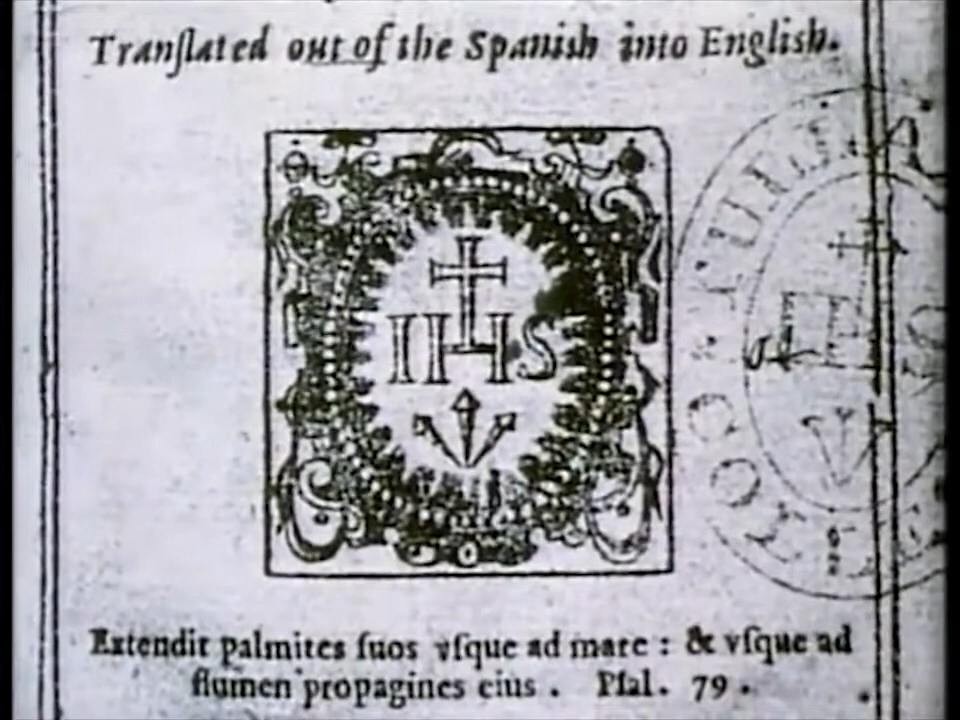 Tranſlated out of the Spanish into English.
IHS
Extendit palmites ſuos vſque ad mare : & vſque ad
flumen propagines eius . Pſal. 79 .